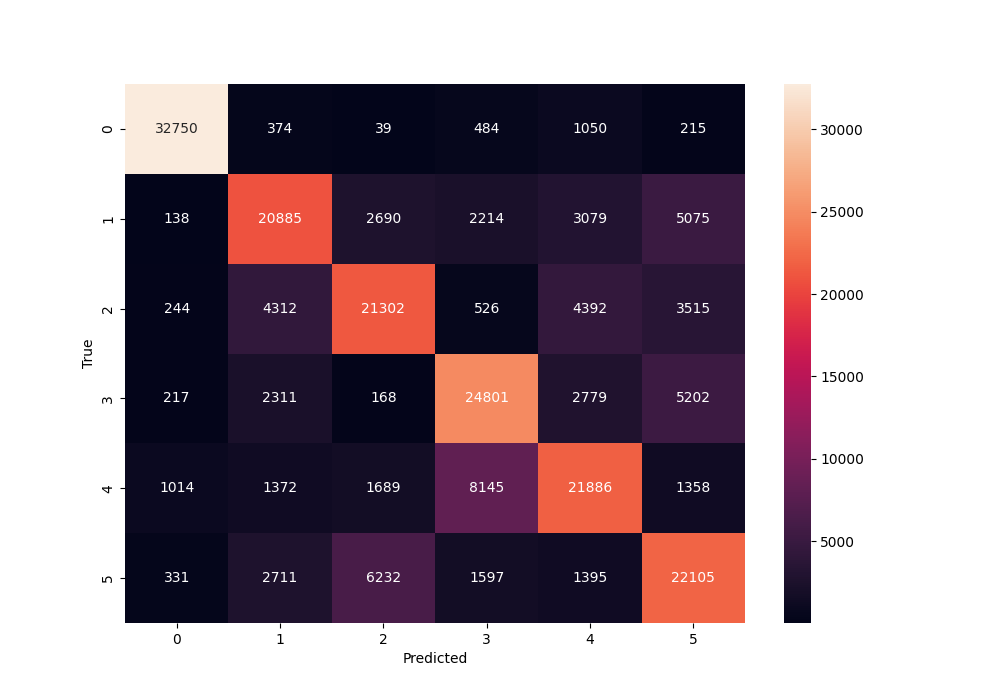 0 32750 374 39 484 1050 215
1 138 20885 2690 2214 3079 5075
2 244 4312 21302 526 4392 3515
3 217 2311 168 24801 2779 5202
4 1014 1372 1689 8145 21886 1358
5 331 2711 6232 1597 1395 22105
0 1 2 3 4 5
Predicted
True
30000
25000
20000
15000
10000
5000